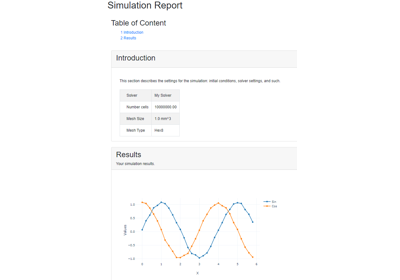 Simulation Report
Table of Content
1 Introduction
2 Results
Introduction
This section describes the settings for the simulation: initial conditions, solver settings, and such.
Solver My Solver
Number cells 10000000.00
Mesh Size 1.0 mm^3
Mesh Type Hex8
Results
Your simulation results
Sin
Cos
1.0
0.5
0.0
−0.5
−1.0
0 1 2 3 4 5 6